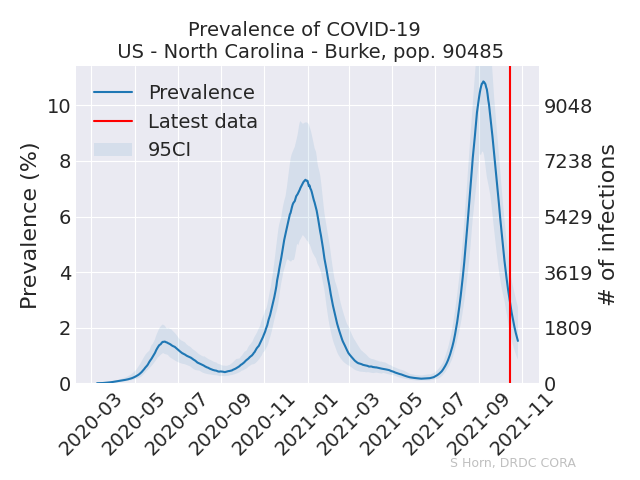 Prevalence of COVID-19
US - North Carolina - Burke, pop. 90485
Prevalence
Latest data
95CI
Prevalence (%)
10
8
6
4
2
0
9048
7238
5429
3619
1809
0
# of infections
2020-03
2020-05
2020-07
2020-09
2020-11
2021-01
2021-03
2021-05
2021-07
2021-09
2021-11
S Horn, DRDC CORA